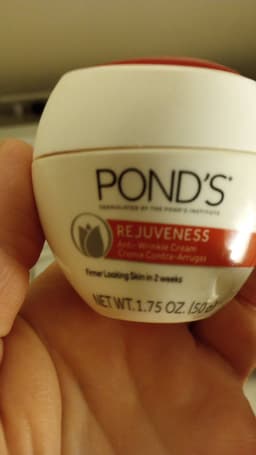 POND'S
FORMULATED BY THE POND'S INSTITUTE
REJUVENESS
Anti-Wrinkle Cream
Crema Contra-Arrugas
Firmer Looking Skin in 2 weeks
NET WT. 1.75 OZ. (50